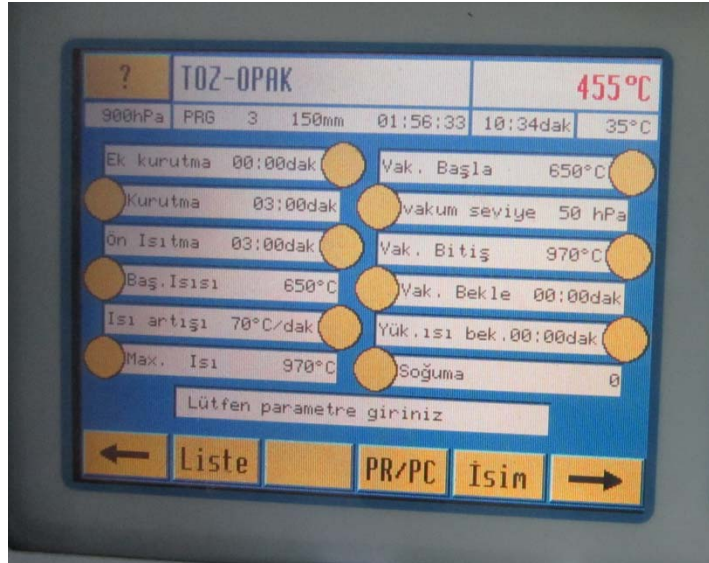 ? TOZ-OPAK 455°C
900hPa PRG 3 150mm 01:56:33 10:34dak 35°C
Ek kurutma 00:00dak
Kurutma 03:00dak
Ön Isıtma 03:00dak
Baş.Isısı 650°C
Isı artışı 70°C/dak
Max. Isı 970°C
Vak. Başla 650°C
vakum seviye 50 hPa
Vak. Bitiş 970°C
Vak. Bekle 00:00dak
Yük.ısı bek.00:00dak
Soğuma 0
Lütfen parametre giriniz
← Liste PR/PC İsim →